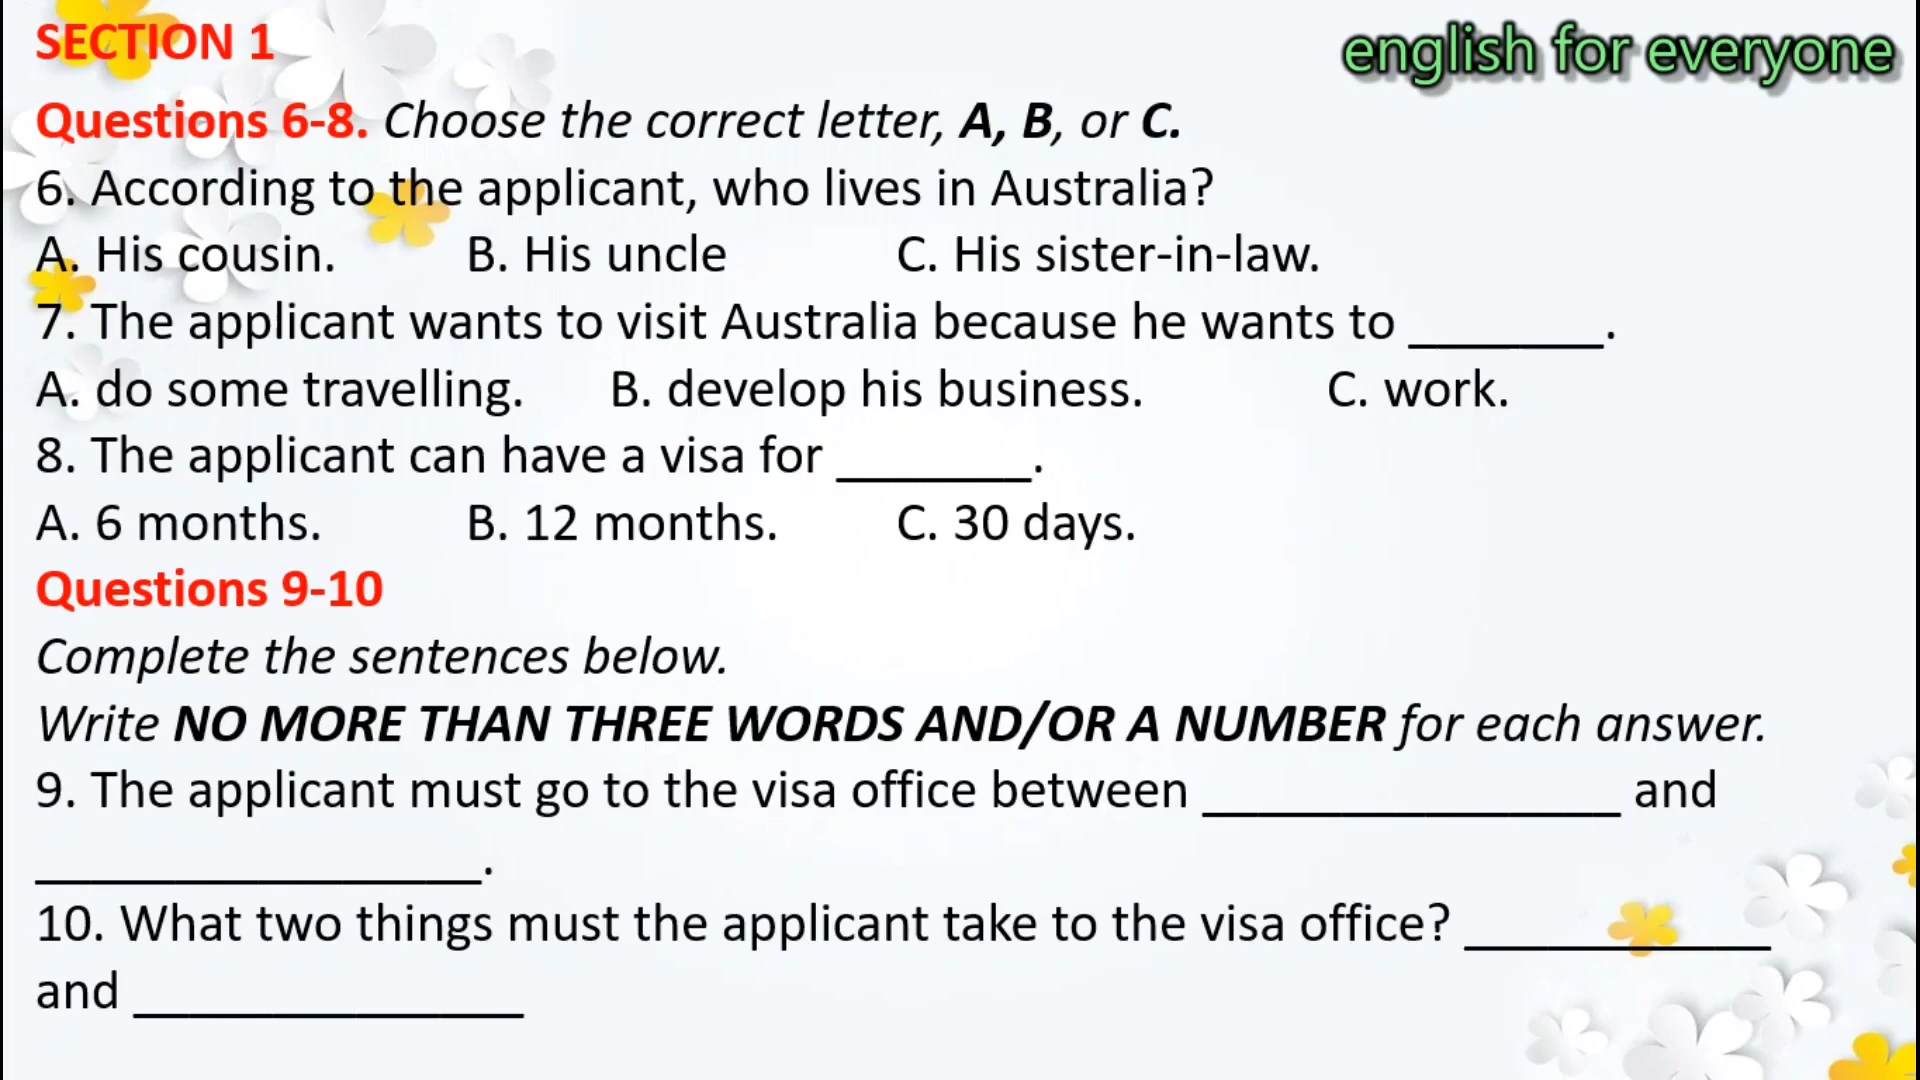 SECTION 1
english for everyone
Questions 6-8. Choose the correct letter, A, B, or C.
6. According to the applicant, who lives in Australia?
A. His cousin. B. His uncle C. His sister-in-law.
7. The applicant wants to visit Australia because he wants to _______.
A. do some travelling. B. develop his business. C. work.
8. The applicant can have a visa for _______.
A. 6 months. B. 12 months. C. 30 days.
Questions 9-10
Complete the sentences below.
Write NO MORE THAN THREE WORDS AND/OR A NUMBER for each answer.
9. The applicant must go to the visa office between _______________ and
________________.
10. What two things must the applicant take to the visa office? ___________
and ______________